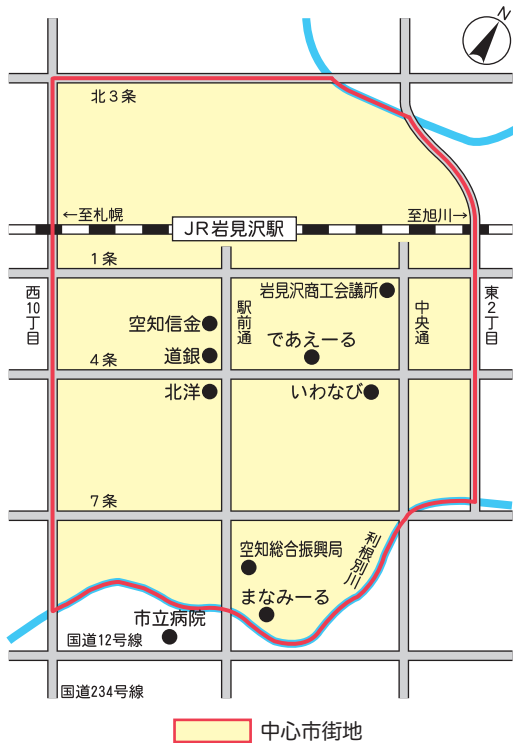 N
北3条
←至札幌
JR岩見沢駅
至旭川→
1条
岩見沢商工会議所
西10丁目
駅前通
中央通
東2丁目
空知信金
であえーる
4条
道銀
北洋
いわなび
7条
利根別川
空知総合振興局
まなみーる
市立病院
国道12号線
国道234号線
中心市街地